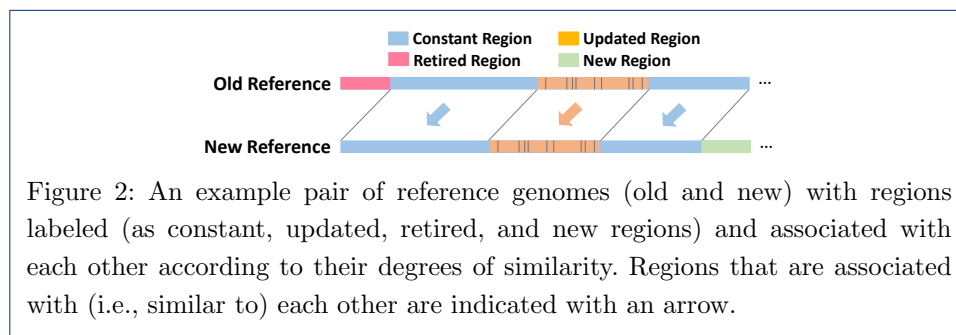 Constant Region Updated Region
Retired Region New Region
Old Reference ...
New Reference ...
Figure 2: An example pair of reference genomes (old and new) with regions
labeled (as constant, updated, retired, and new regions) and associated with
each other according to their degrees of similarity. Regions that are associated
with (i.e., similar to) each other are indicated with an arrow.